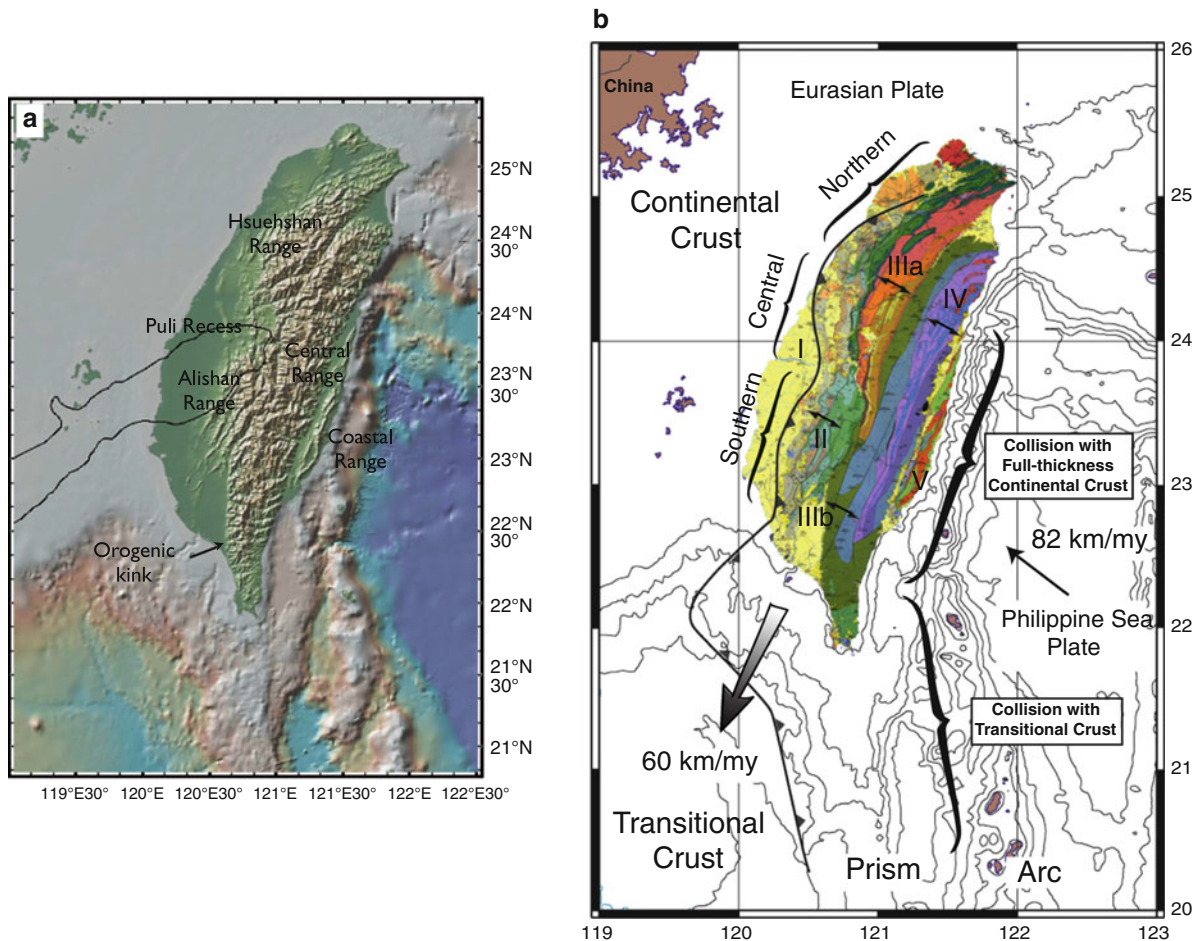 a
Hsuehshan
Range
Puli Recess
Central
Range
Alishan
Range
Coastal
Range
Orogenic
kink
25°N
24°N
30°
24°N
23°N
30°
23°N
22°N
30°
22°N
21°N
30°
21°N
119°E30°
120°E
120°E30°
121°E
121°E30°
122°E
122°E30°
b
China
Eurasian Plate
Continental
Crust
Northern
Central
Southern
I
II
IIIa
IIIb
IV
V
Collision with
Full-thickness
Continental Crust
82 km/my
Philippine Sea
Plate
Collision with
Transitional Crust
60 km/my
Transitional
Crust
Prism
Arc
26
25
24
23
22
21
20
119
120
121
122
123